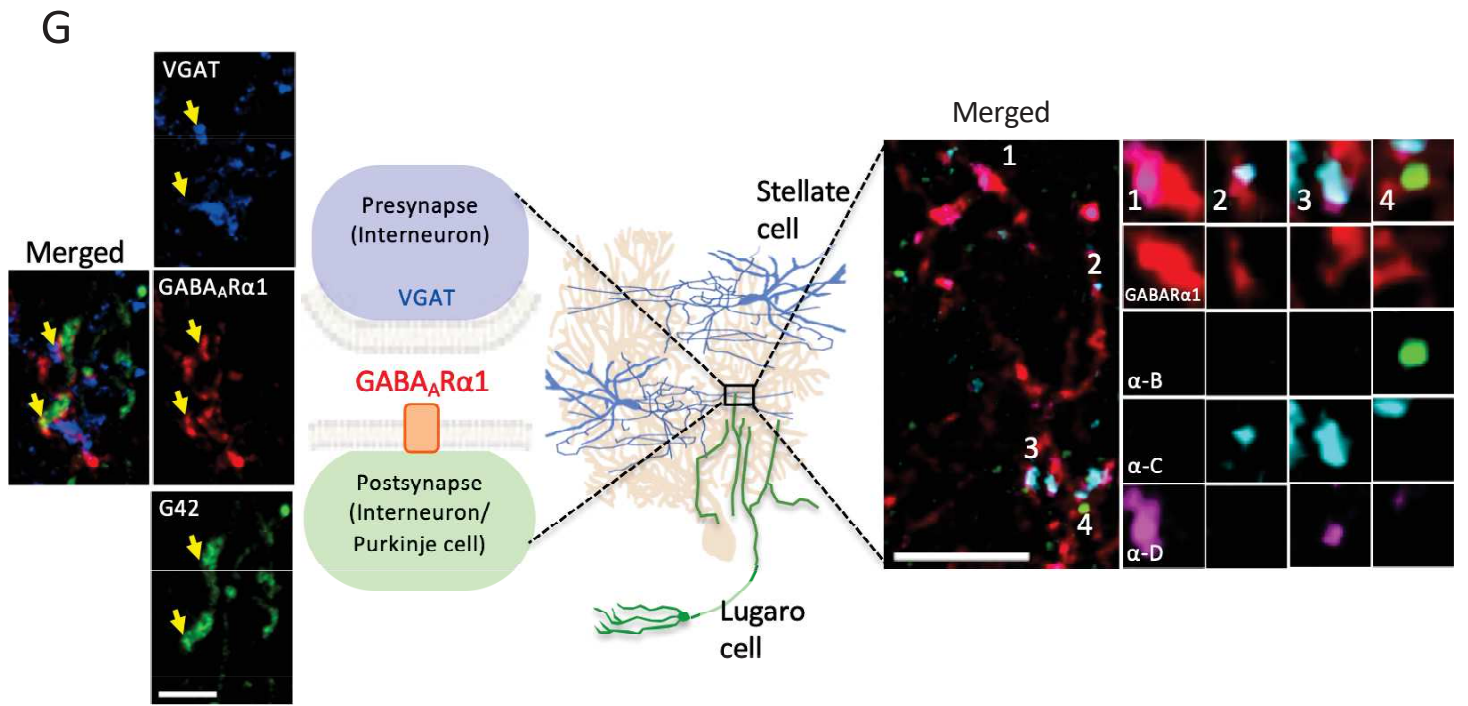 G
VGAT
Merged
GABAARα1
G42
Presynapse
(Interneuron)
VGAT
GABAARα1
Postsynapse
(Interneuron/
Purkinje cell)
Stellate
cell
Lugaro
cell
Merged
1
2
3
4
1
2
3
4
GABARα1
α-B
α-C
α-D